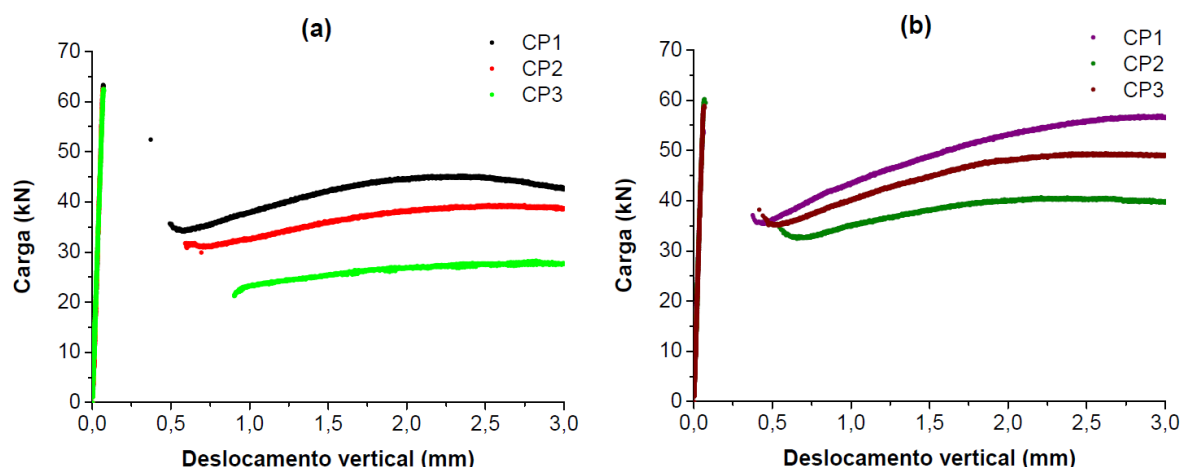 (a)
CP1
CP2
CP3
70
60
50
40
30
20
10
0
Carga (kN)
0,0 0,5 1,0 1,5 2,0 2,5 3,0
Deslocamento vertical (mm)
(b)
CP1
CP2
CP3
70
60
50
40
30
20
10
0
Carga (kN)
0,0 0,5 1,0 1,5 2,0 2,5 3,0
Deslocamento vertical (mm)